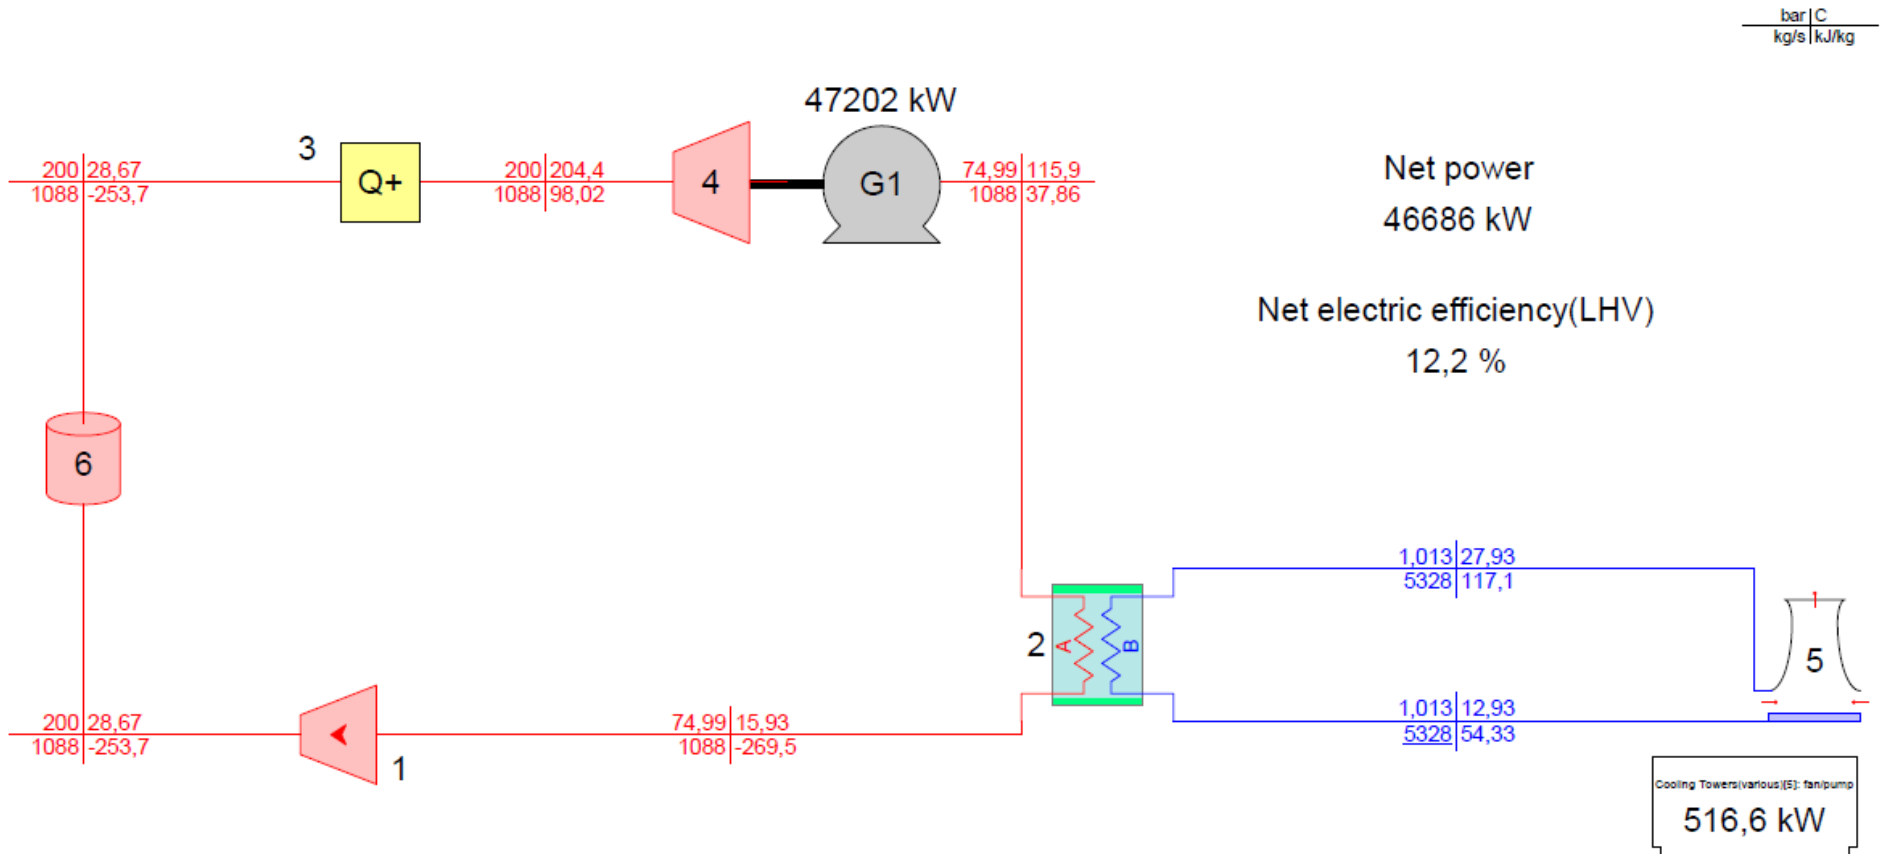 bar C
kg/s kJ/kg
47202 kW
3
200 28,67
1088 -253,7
Q+
200 204,4
1088 98,02
4
G1
74,99 115,9
1088 37,86
Net power
46686 kW
Net electric efficiency(LHV)
12,2 %
6
1,013 27,93
5328 117,1
2
A
B
5
200 28,67
1088 -253,7
1
74,99 15,93
1088 -269,5
1,013 12,93
5328 54,33
Cooling Towers(various)[5]: fan/pump
516,6 kW